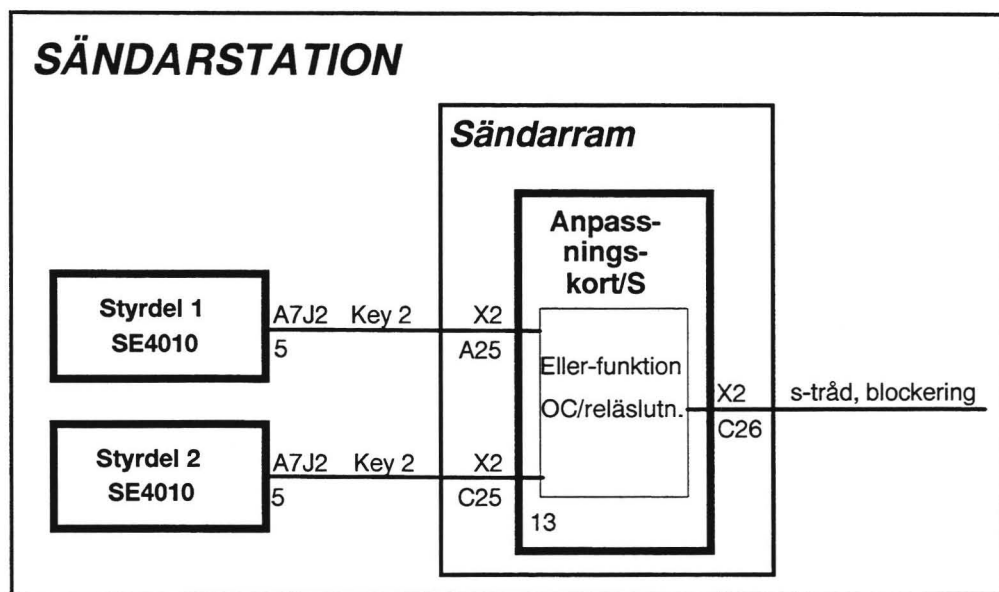 SÄNDARSTATION
Sändarram
Anpass-
nings-
kort/S
Styrdel 1
SE4010
A7J2 Key 2 X2
5 A25
Eller-funktion
OC/reläslutn.
X2 s-tråd, blockering
C26
Styrdel 2
SE4010
A7J2 Key 2 X2
5 C25
13